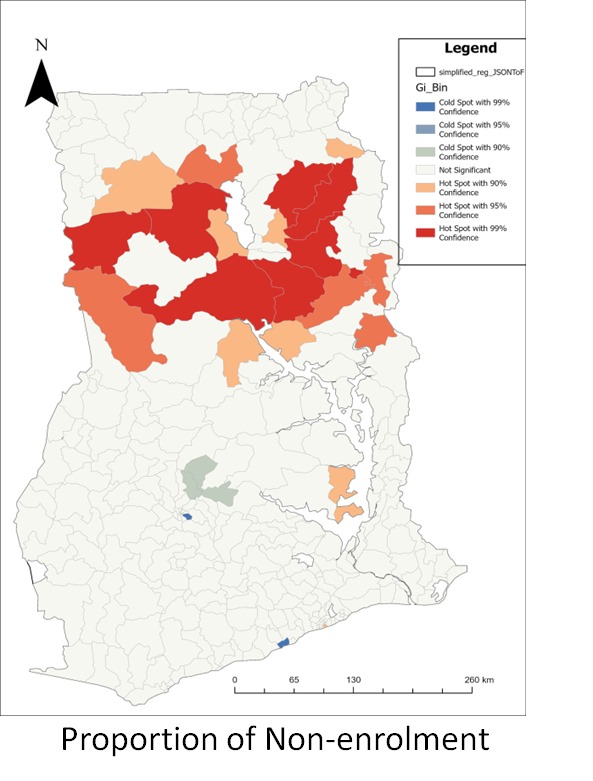 N
Legend
simplified_reg_JSONToF
Gi_Bin
Cold Spot with 99%
Confidence
Cold Spot with 95%
Confidence
Cold Spot with 90%
Confidence
Not Significant
Hot Spot with 90%
Confidence
Hot Spot with 95%
Confidence
Hot Spot with 99%
Confidence
0 65 130 260 km
Proportion of Non-enrolment